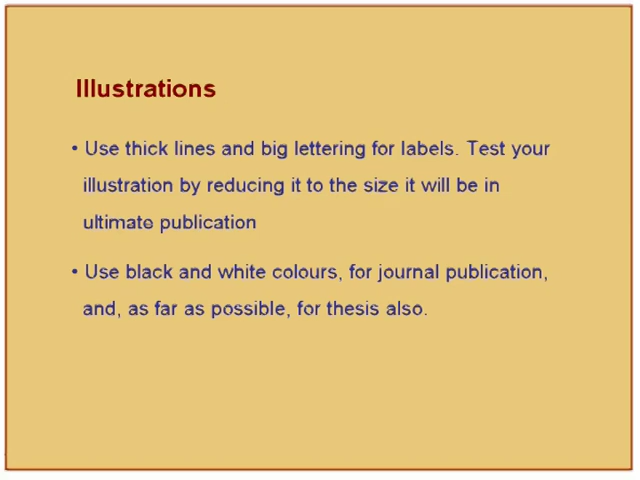 Illustrations
• Use thick lines and big lettering for labels. Test your
illustration by reducing it to the size it will be in
ultimate publication
• Use black and white colours, for journal publication,
and, as far as possible, for thesis also.